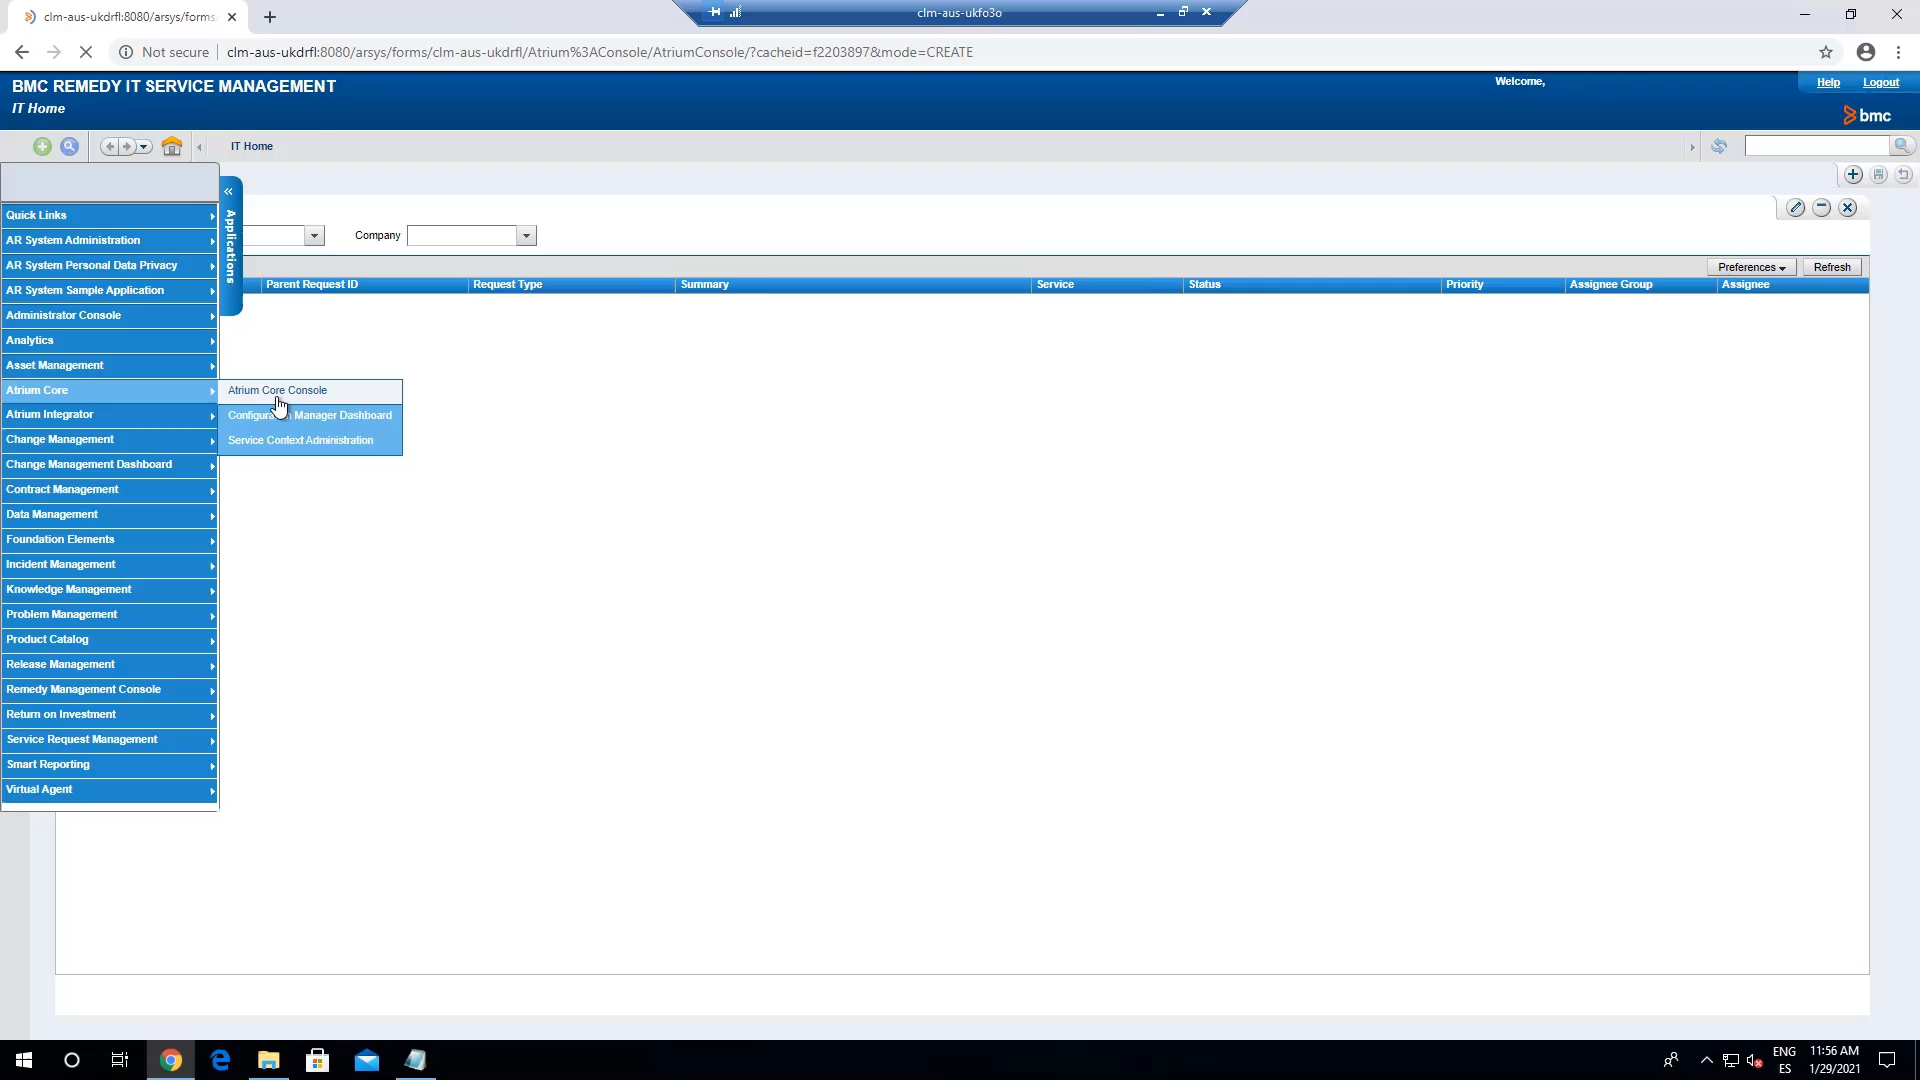 clm-aus-ukdrfl:8080/arsys/forms
clm-aus-ukfo3o
Not secure
clm-aus-ukdrfl:8080/arsys/forms/clm-aus-ukdrfl/Atrium%3AConsole/AtriumConsole/?cacheid=f2203897&mode=CREATE
BMC REMEDY IT SERVICE MANAGEMENT
Welcome,
Help
Logout
IT Home
bmc
IT Home
Applications
Company
Preferences
Refresh
Parent Request ID
Request Type
Summary
Service
Status
Priority
Assignee Group
Assignee
Quick Links
AR System Administration
AR System Personal Data Privacy
AR System Sample Application
Administrator Console
Analytics
Asset Management
Atrium Core
Atrium Integrator
Change Management
Change Management Dashboard
Contract Management
Data Management
Foundation Elements
Incident Management
Knowledge Management
Problem Management
Product Catalog
Release Management
Remedy Management Console
Return on Investment
Service Request Management
Smart Reporting
Virtual Agent
Atrium Core Console
Manager Dashboard
Service Context Administration
ENG
ES
11:56 AM
1/29/2021